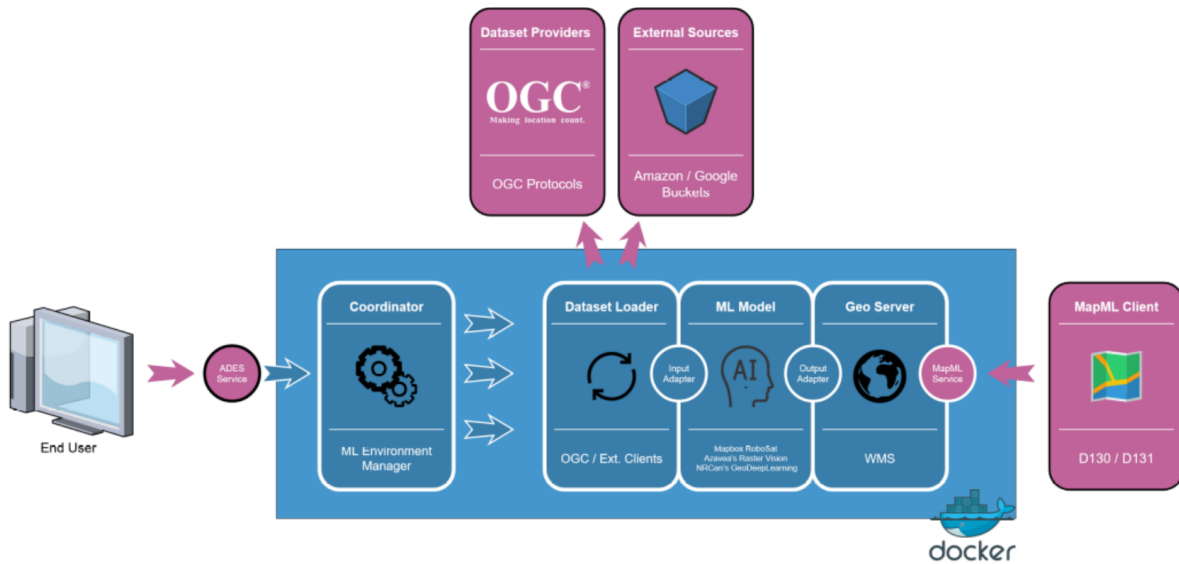 Dataset Providers
OGC®
Making location count.
OGC Protocols
External Sources
Amazon / Google
Buckets
End User
ADES
Service
Coordinator
ML Environment
Manager
Dataset Loader
OGC / Ext. Clients
Input
Adapter
ML Model
AI
Mapbox RoboSat
Azavea's Raster Vision
NRCan's GeoDeepLearning
Output
Adapter
Geo Server
WMS
MapML
Service
MapML Client
D130 / D131
docker